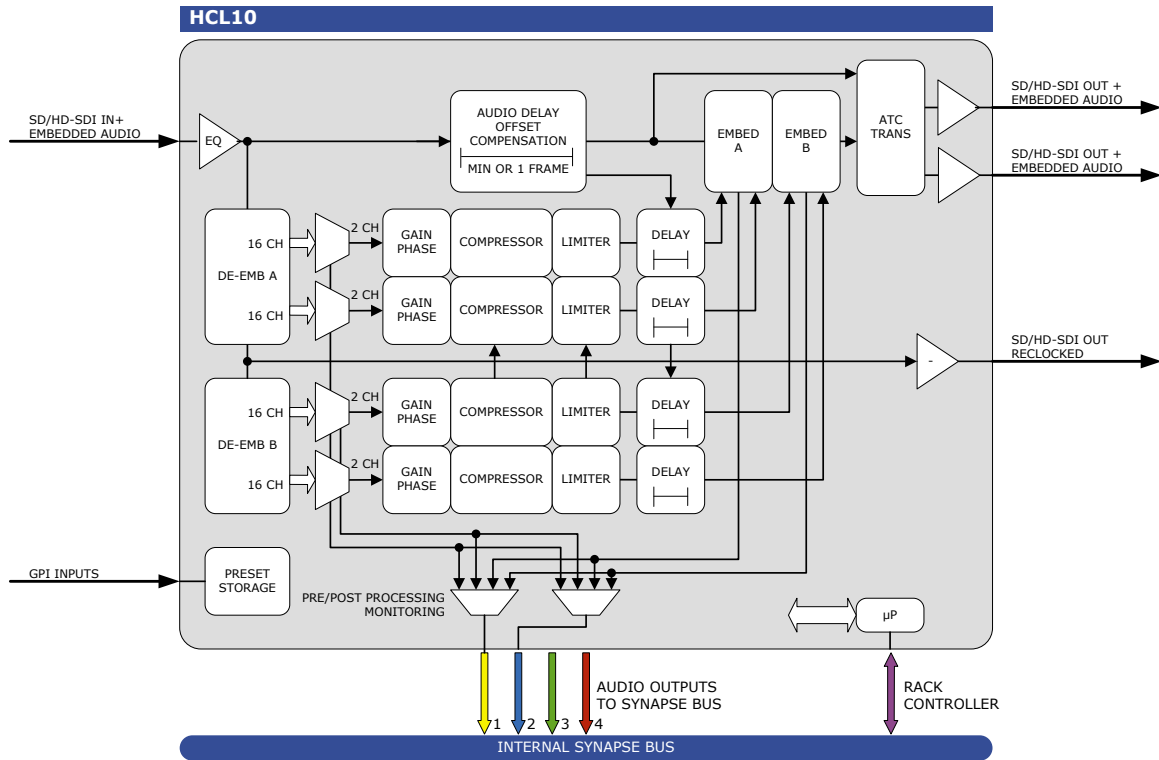 HCL10
SD/HD-SDI IN+
EMBEDDED AUDIO
EQ
AUDIO DELAY
OFFSET
COMPENSATION
MIN OR 1 FRAME
EMBED
A
EMBED
B
ATC
TRANS
SD/HD-SDI OUT +
EMBEDDED AUDIO
SD/HD-SDI OUT +
EMBEDDED AUDIO
16 CH
DE-EMB A
16 CH
2 CH
GAIN
PHASE
COMPRESSOR
LIMITER
DELAY
2 CH
GAIN
PHASE
COMPRESSOR
LIMITER
DELAY
SD/HD-SDI OUT
RECLOCKED
-
16 CH
DE-EMB B
16 CH
2 CH
GAIN
PHASE
COMPRESSOR
LIMITER
DELAY
2 CH
GAIN
PHASE
COMPRESSOR
LIMITER
DELAY
GPI INPUTS
PRESET
STORAGE
PRE/POST PROCESSING
MONITORING
µP
AUDIO OUTPUTS
TO SYNAPSE BUS
RACK
CONTROLLER
1
2
3
4
INTERNAL SYNAPSE BUS